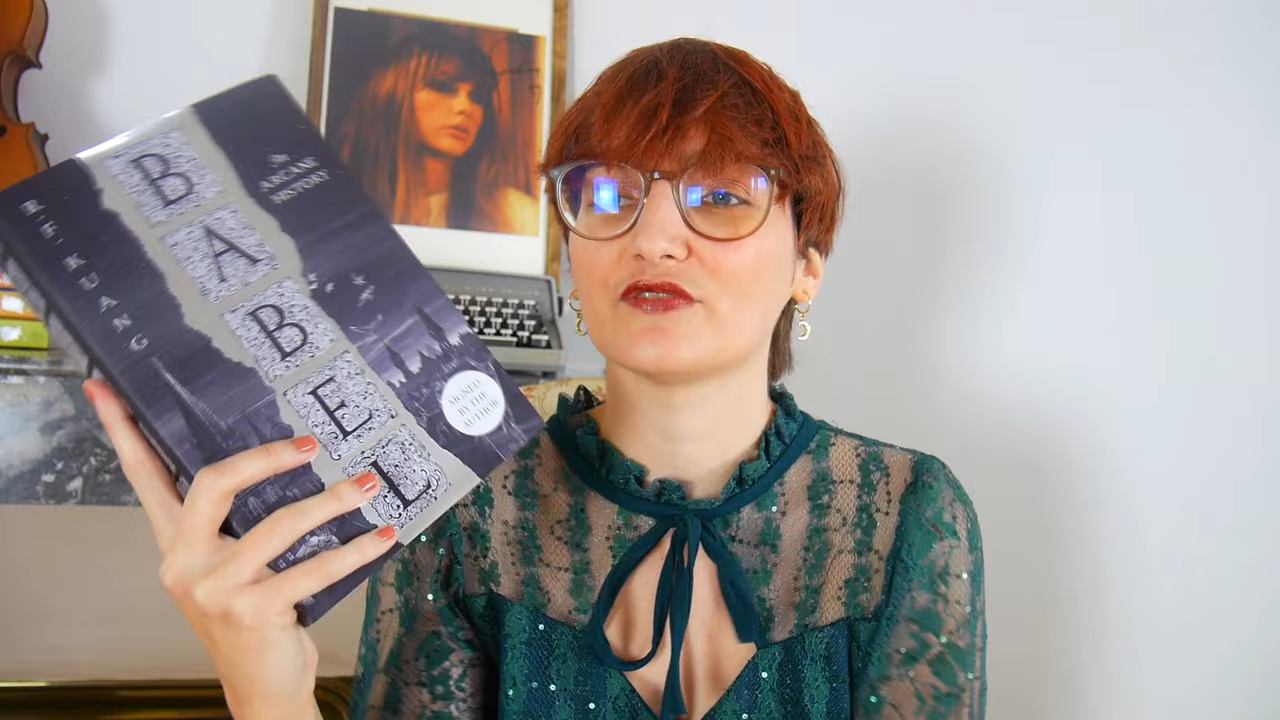 BABEL
AN
ARCANE
HISTORY
R.F. KUANG
SIGNED
BY THE
AUTHOR